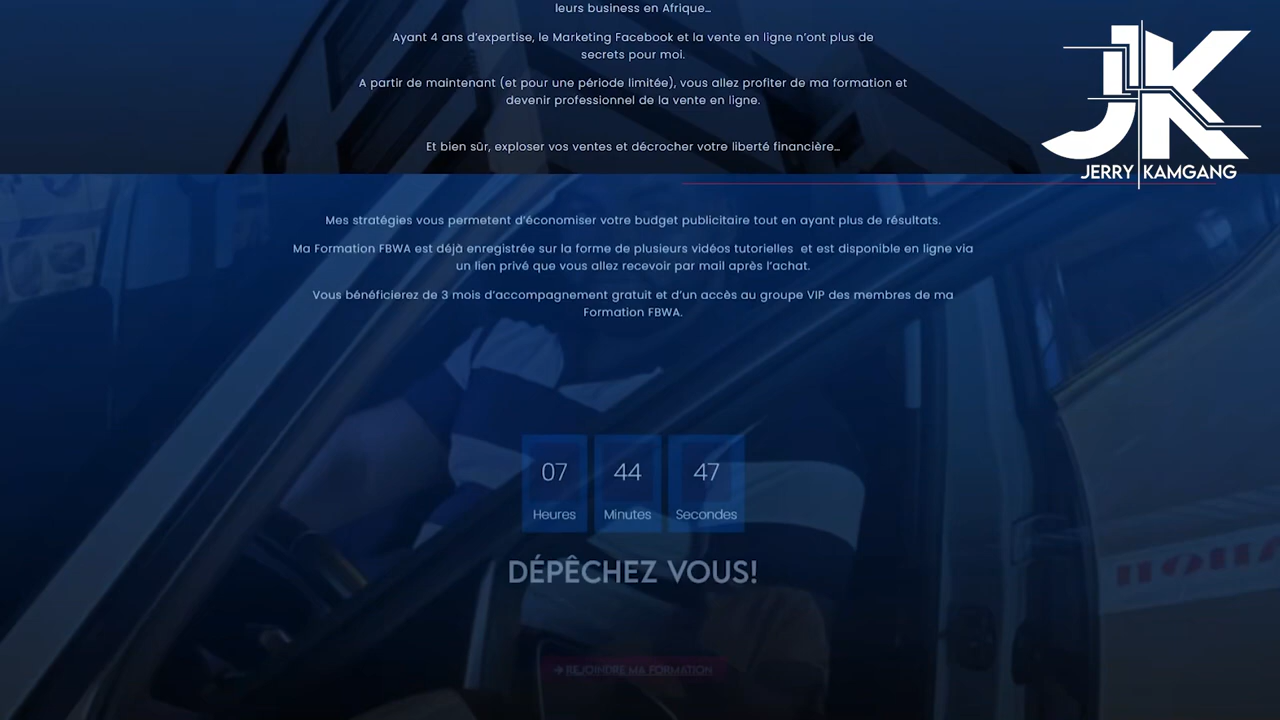 leurs business en Afrique...
Ayant 4 ans d'expertise, le Marketing Facebook et la vente en ligne n'ont plus de
secrets pour moi.
A partir de maintenant (et pour une période limitée), vous allez profiter de ma formation et
devenir professionnel de la vente en ligne.
Et bien sûr, exploser vos ventes et décrocher votre liberté financière...
JK
JERRY KAMGANG
Mes stratégies vous permetent d'économiser votre budget publicitaire tout en ayant plus de résultats.
Ma Formation FBWA est déjà enregistrée sur la forme de plusieurs vidéos tutorielles et est disponible en ligne via
un lien privé que vous allez recevoir par mail après l'achat.
Vous bénéficierez de 3 mois d'accompagnement gratuit et d'un accès au groupe VIP des membres de ma
Formation FBWA.
07 44 47
Heures Minutes Secondes
DÉPÊCHEZ VOUS!
→ REJOINDRE MA FORMATION